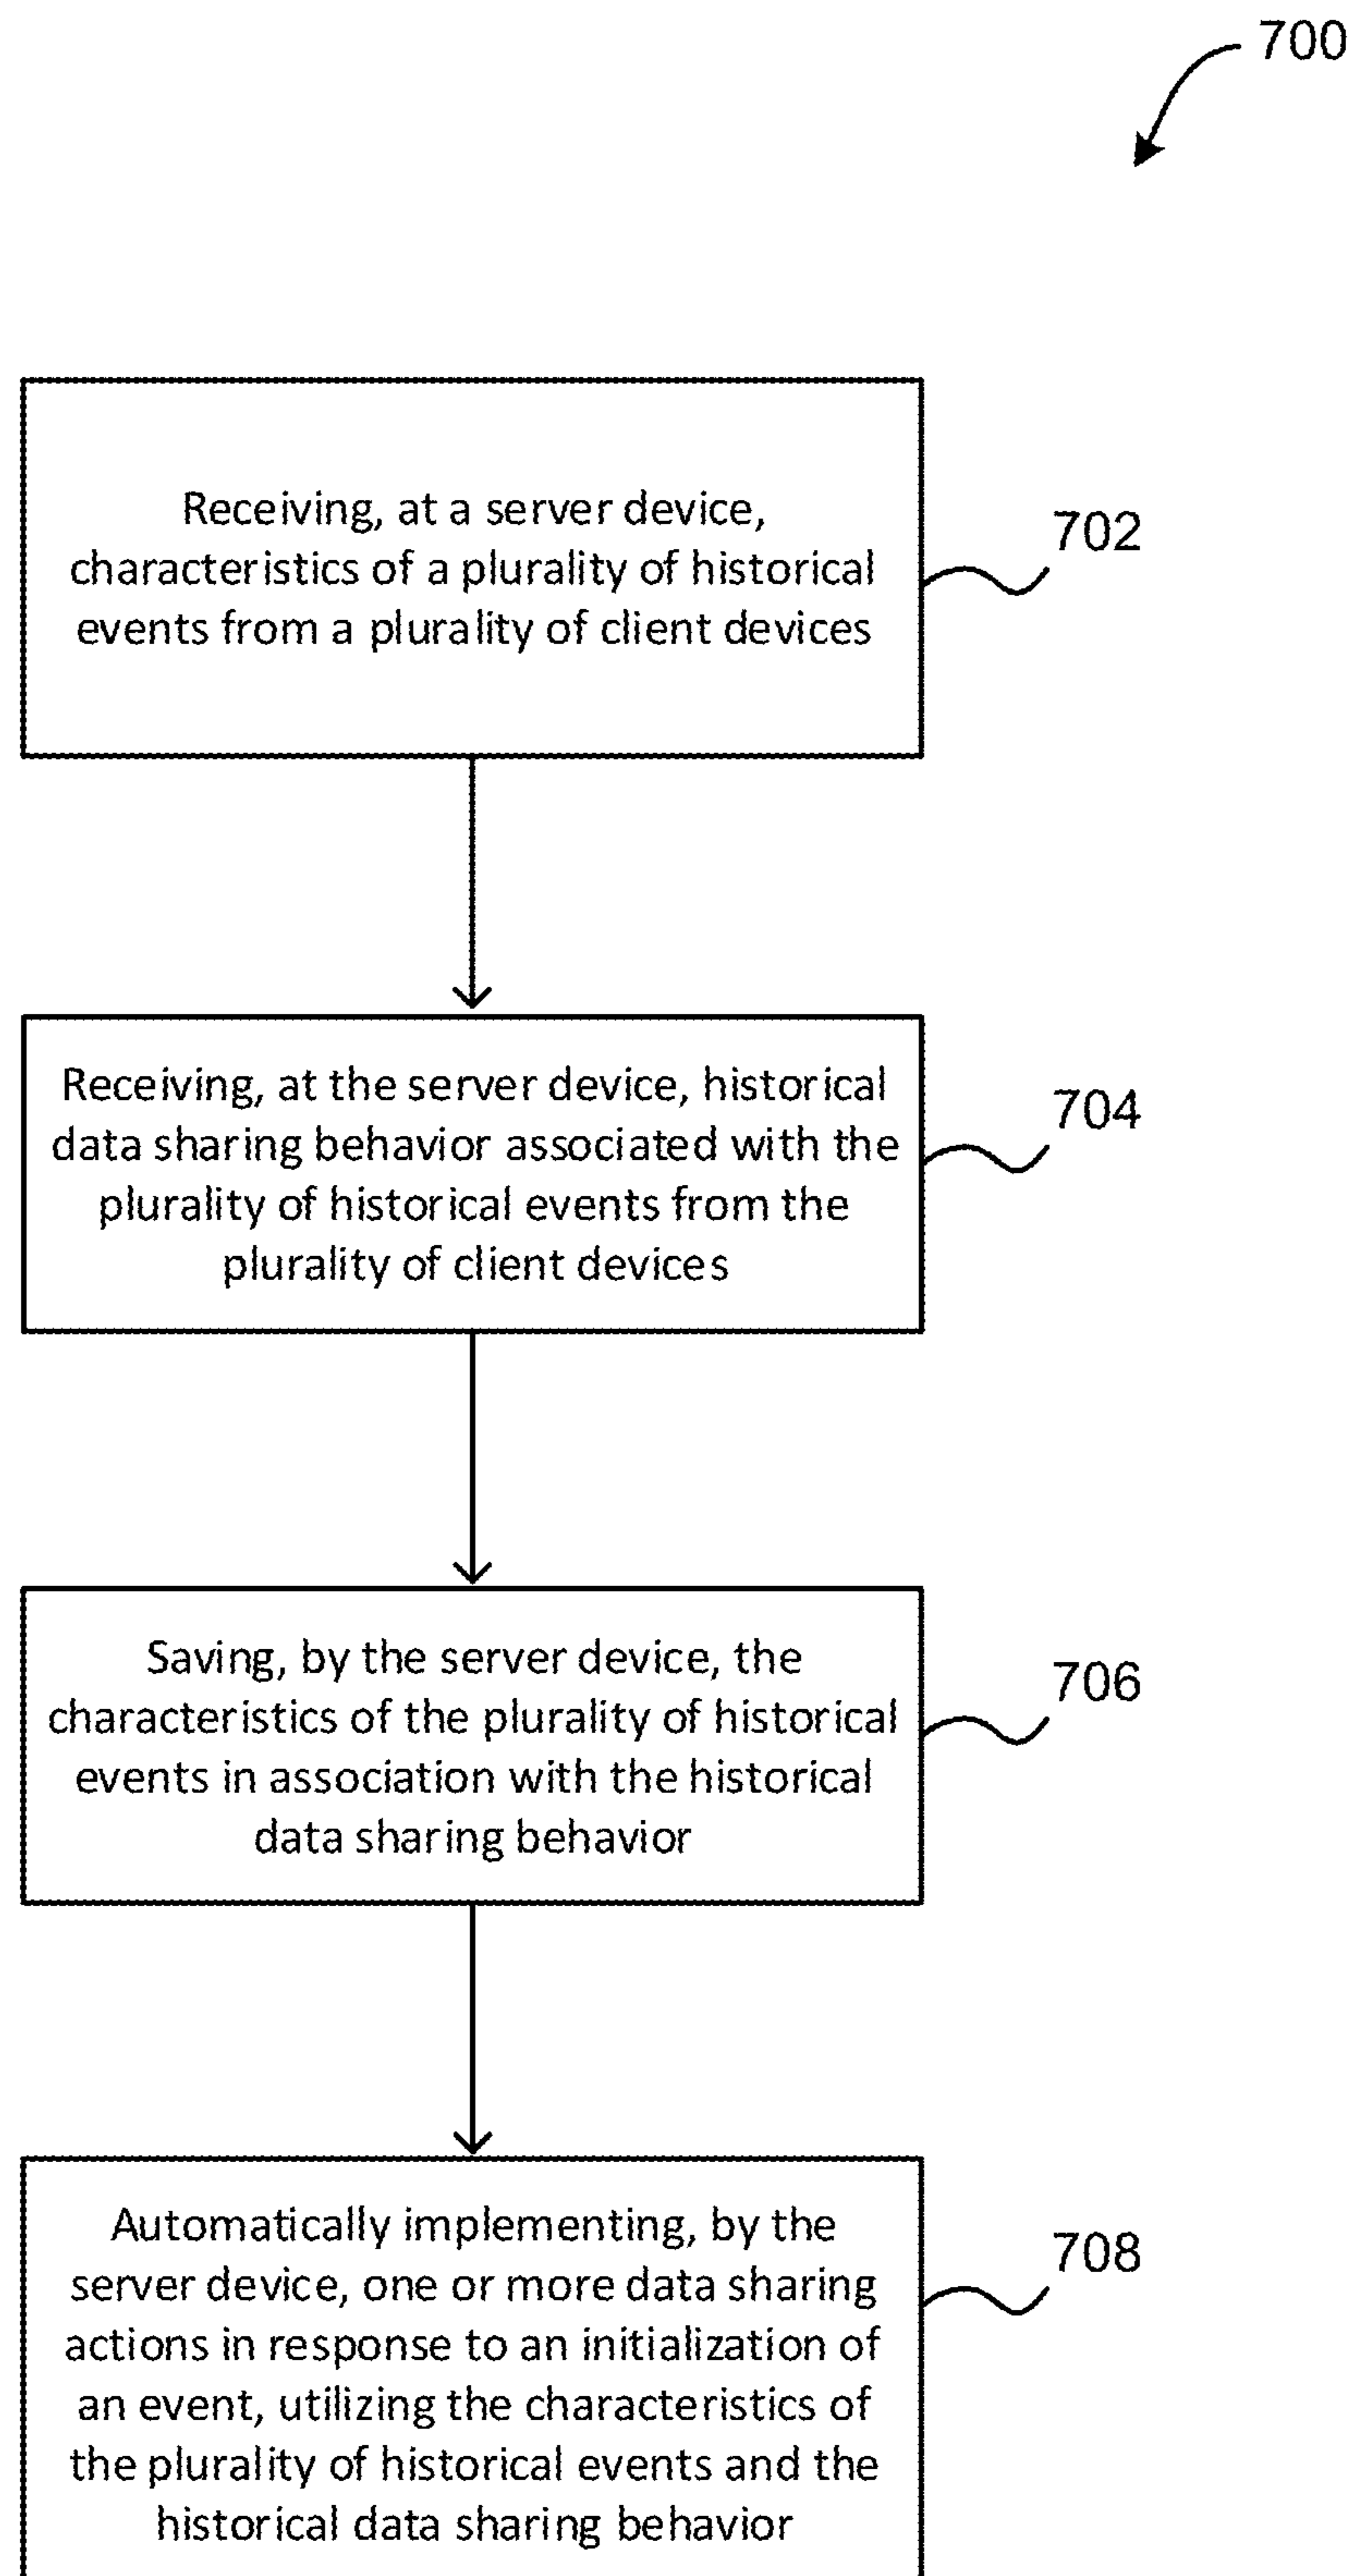 700
Receiving, at a server device,
characteristics of a plurality of historical
events from a plurality of client devices
702
Receiving, at the server device, historical
data sharing behavior associated with the
plurality of historical events from the
plurality of client devices
704
Saving, by the server device, the
characteristics of the plurality of historical
events in association with the historical
data sharing behavior
706
Automatically implementing, by the
server device, one or more data sharing
actions in response to an initialization of
an event, utilizing the characteristics of
the plurality of historical events and the
historical data sharing behavior
708